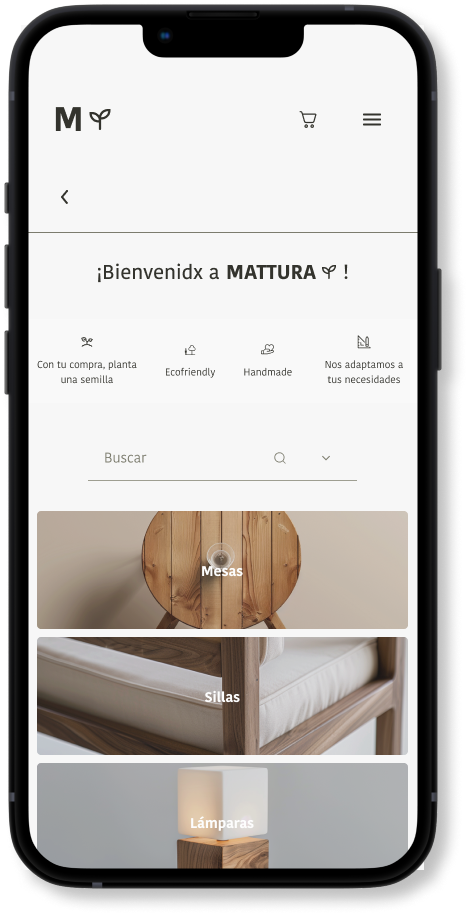 M
¡Bienvenidx a MATTURA !
Con tu compra, planta
una semilla
Ecofriendly
Handmade
Nos adaptamos a
tus necesidades
Buscar
Mesas
Sillas
Lámparas